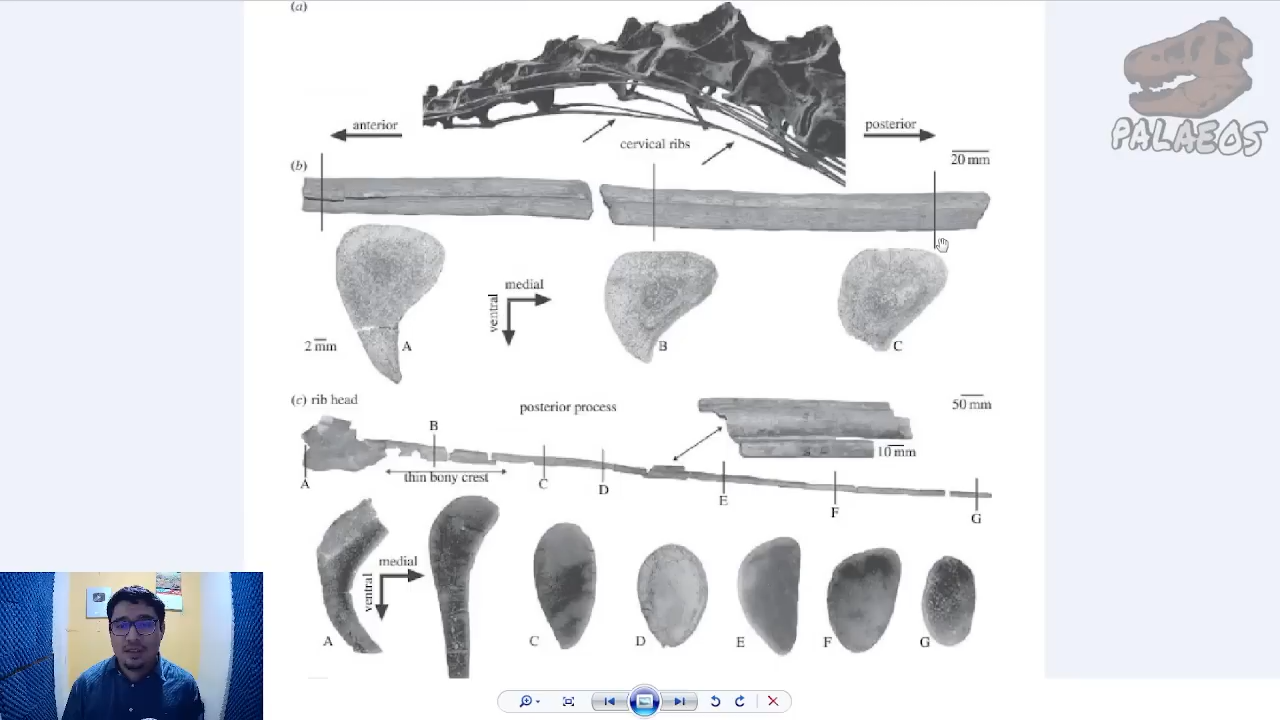 (a)
PALAEOS
anterior
posterior
cervical ribs
20 mm
(b)
medial
ventral
2 mm
A
B
C
(c) rib head
posterior process
50 mm
B
10 mm
A
thin bony crest
C
D
E
F
G
medial
ventral
A
C
D
E
F
G